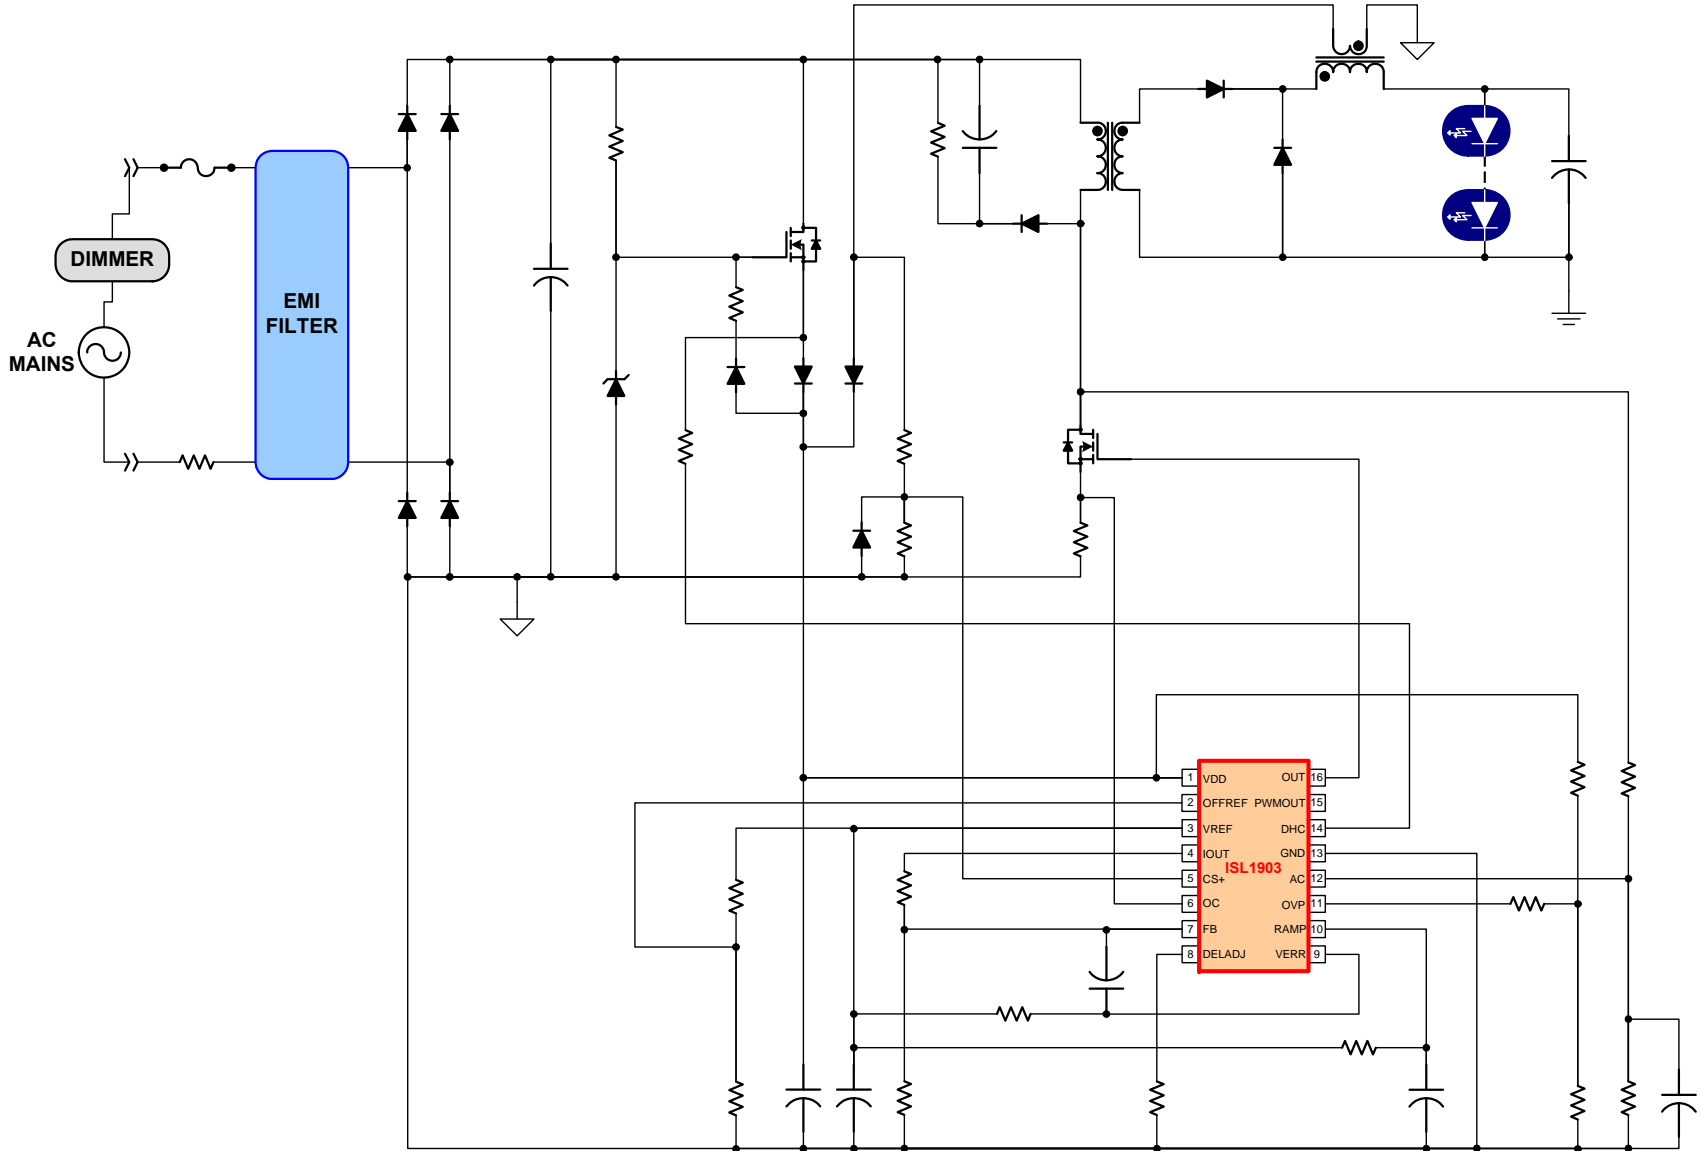 DIMMER
EMI
FILTER
AC
MAINS
1 VDD OUT 16
2 OFFREF PWMOUT 15
3 VREF DHC 14
4 IOUT GND 13
ISL1903
5 CS+ AC 12
6 OC OVP 11
7 FB RAMP 10
8 DELADJ VERR 9